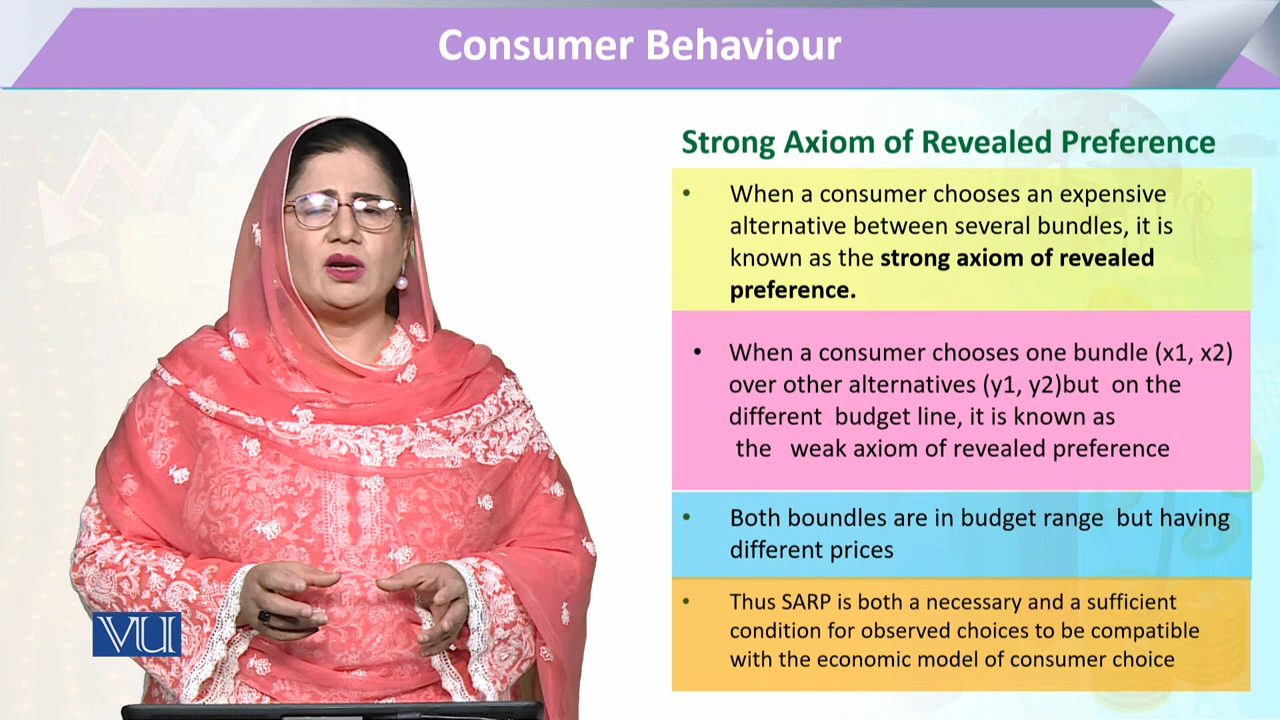 Consumer Behaviour
Strong Axiom of Revealed Preference
• When a consumer chooses an expensive
alternative between several bundles, it is
known as the strong axiom of revealed
preference.
• When a consumer chooses one bundle (x1, x2)
over other alternatives (y1, y2)but on the
different budget line, it is known as
the weak axiom of revealed preference
• Both boundles are in budget range but having
different prices
• Thus SARP is both a necessary and a sufficient
condition for observed choices to be compatible
with the economic model of consumer choice
VU